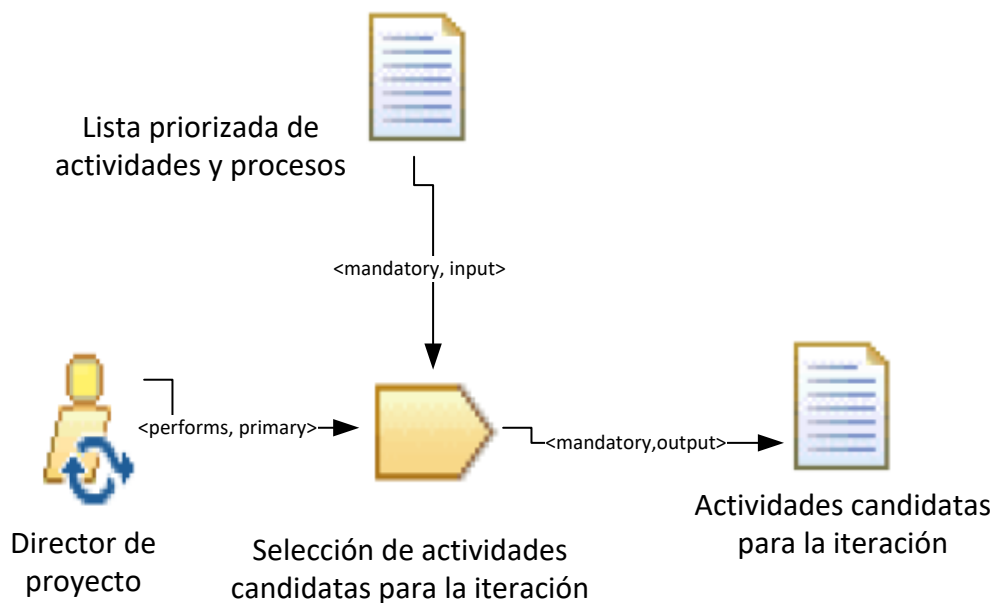 Lista priorizada de
actividades y procesos
<mandatory, input>
<performs, primary>
<mandatory,output>
Director de
proyecto
Selección de actividades
candidatas para la iteración
Actividades candidatas
para la iteración